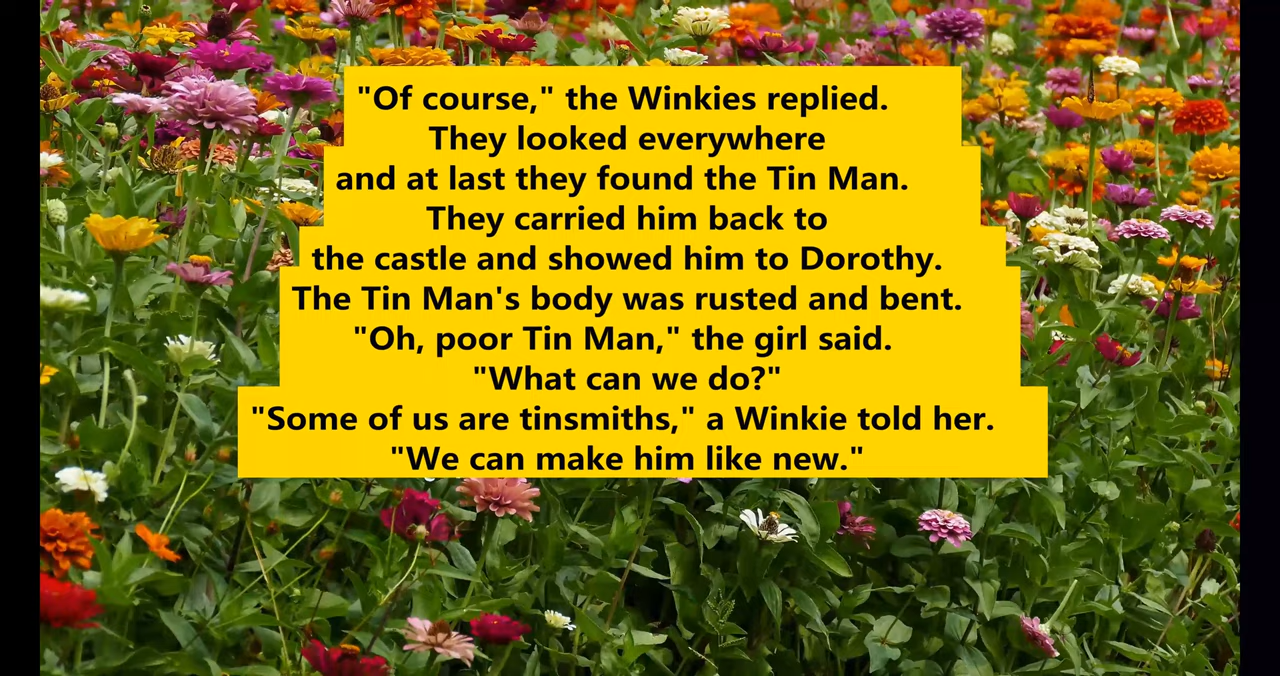 "Of course," the Winkies replied.
They looked everywhere
and at last they found the Tin Man.
They carried him back to
the castle and showed him to Dorothy.
The Tin Man's body was rusted and bent.
"Oh, poor Tin Man," the girl said.
"What can we do?"
"Some of us are tinsmiths," a Winkie told her.
"We can make him like new."